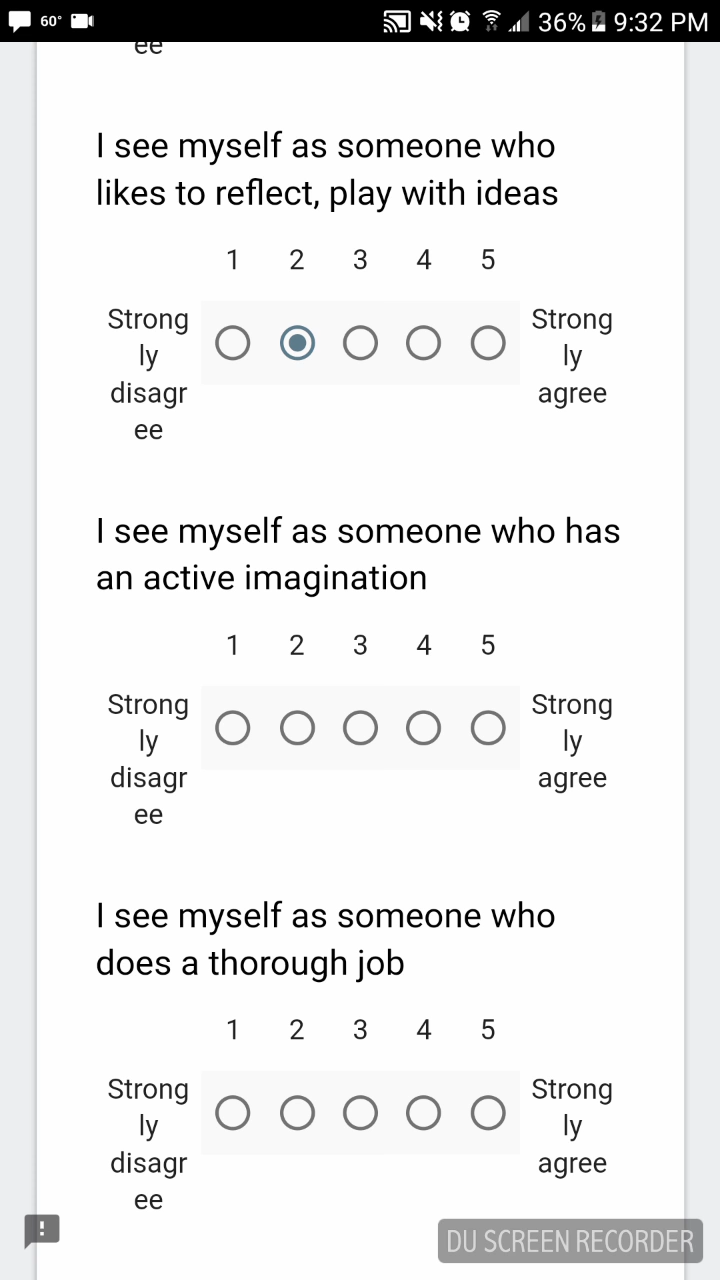 60° 36% 9:32 PM
ee
I see myself as someone who
likes to reflect, play with ideas
1 2 3 4 5
Strong
ly
disagr
ee
Strong
ly
agree
I see myself as someone who has
an active imagination
1 2 3 4 5
Strong
ly
disagr
ee
Strong
ly
agree
I see myself as someone who
does a thorough job
1 2 3 4 5
Strong
ly
disagr
ee
Strong
ly
agree
DU SCREEN RECORDER